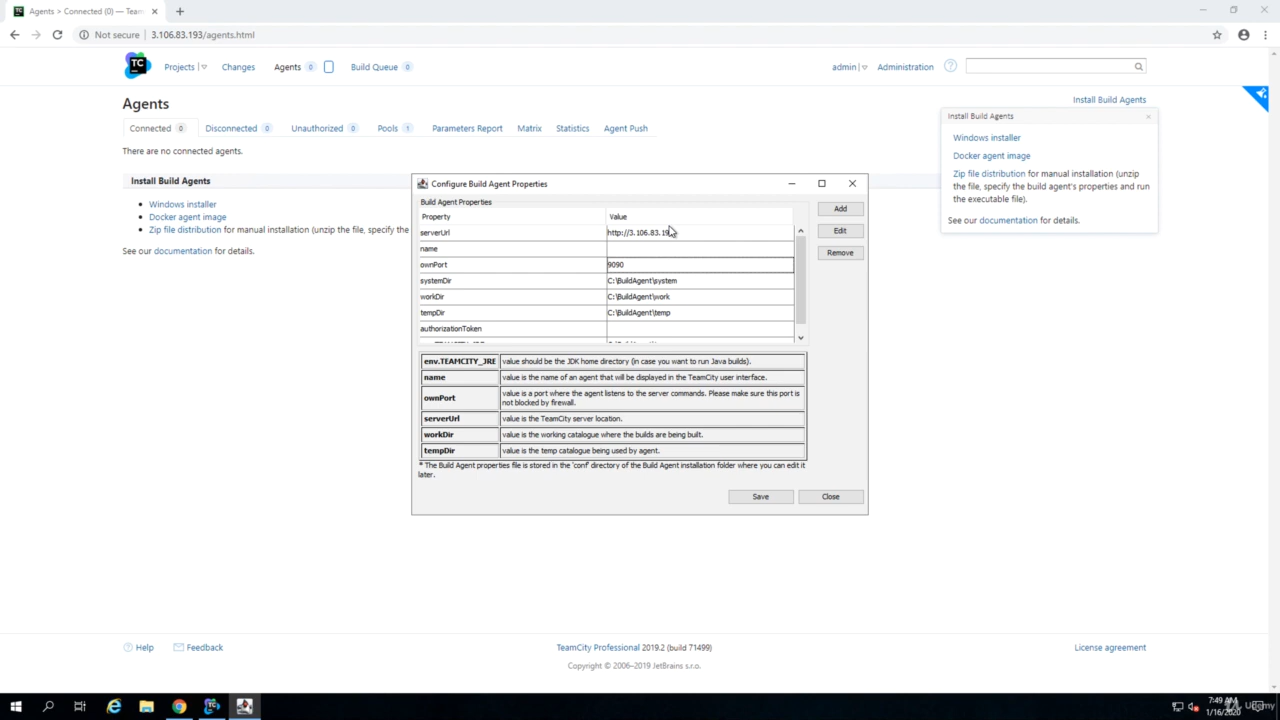 Agents > Connected (0) — Team
Not secure | 3.106.83.193/agents.html
TC
Projects
Changes
Agents 0
Build Queue 0
admin
Administration
Agents
Install Build Agents
Connected 0
Disconnected 0
Unauthorized 0
Pools 1
Parameters Report
Matrix
Statistics
Agent Push
There are no connected agents.
Install Build Agents
Windows installer
Docker agent image
Zip file distribution for manual installation (unzip the file, specify the
See our documentation for details.
Install Build Agents
Windows installer
Docker agent image
Zip file distribution for manual installation (unzip
the file, specify the build agent's properties and run
the executable file).
See our documentation for details.
Configure Build Agent Properties
Build Agent Properties
Property Value
serverUrl http://3.106.83.19
name
ownPort 9090
systemDir C:\BuildAgent\system
workDir C:\BuildAgent\work
tempDir C:\BuildAgent\temp
authorizationToken
Add
Edit
Remove
env.TEAMCITY_JRE value should be the JDK home directory (in case you want to run Java builds).
name value is the name of an agent that will be displayed in the TeamCity user interface.
ownPort value is a port where the agent listens to the server commands. Please make sure this port is
not blocked by firewall.
serverUrl value is the TeamCity server location.
workDir value is the working catalogue where the builds are being built.
tempDir value is the temp catalogue being used by agent.
* The Build Agent properties file is stored in the 'conf' directory of the Build Agent installation folder where you can edit it
later.
Save
Close
Help
Feedback
TeamCity Professional 2019.2 (build 71499)
License agreement
Copyright © 2006–2019 JetBrains s.r.o.
7:49 AM
1/16/2020
Udemy